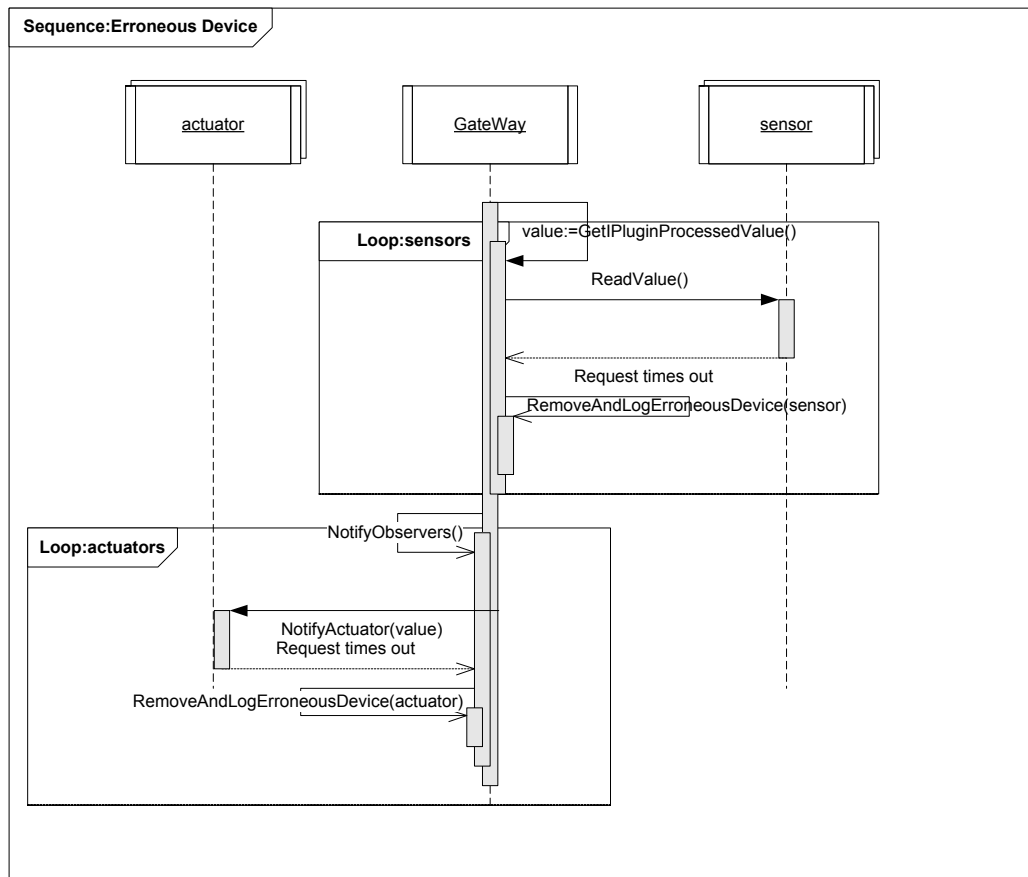 Sequence:Erroneous Device
actuator
GateWay
sensor
value:=GetIPluginProcessedValue()
Loop:sensors
ReadValue()
Request times out
RemoveAndLogErroneousDevice(sensor)
NotifyObservers()
Loop:actuators
NotifyActuator(value)
Request times out
RemoveAndLogErroneousDevice(actuator)